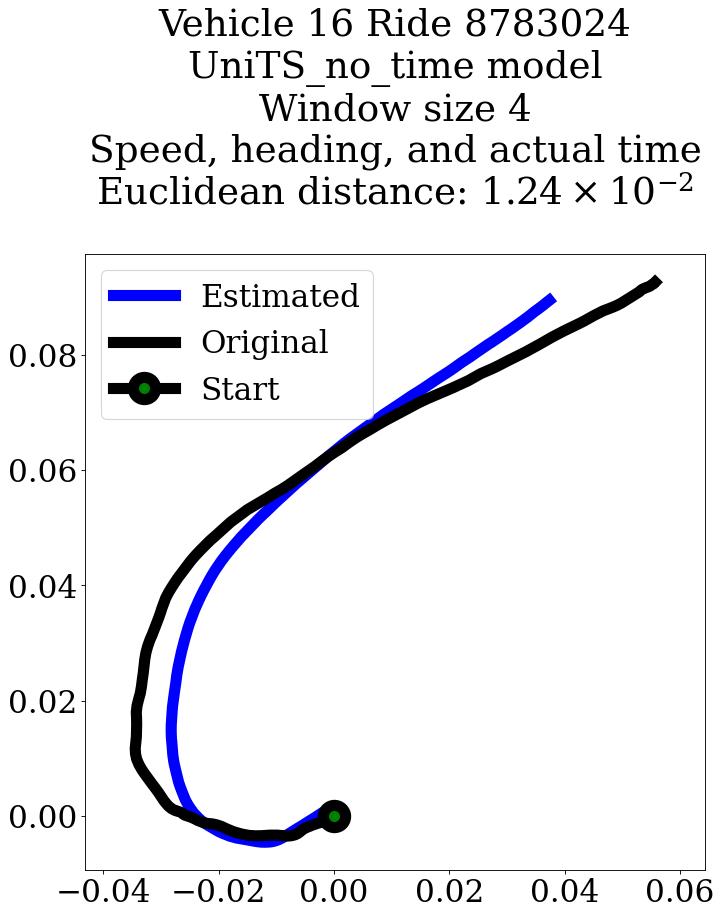 Vehicle 16 Ride 8783024
UniTS_no_time model
Window size 4
Speed, heading, and actual time
Euclidean distance: 1.24 × 10⁻²
Estimated
Original
Start
0.08
0.06
0.04
0.02
0.00
−0.04 −0.02 0.00 0.02 0.04 0.06